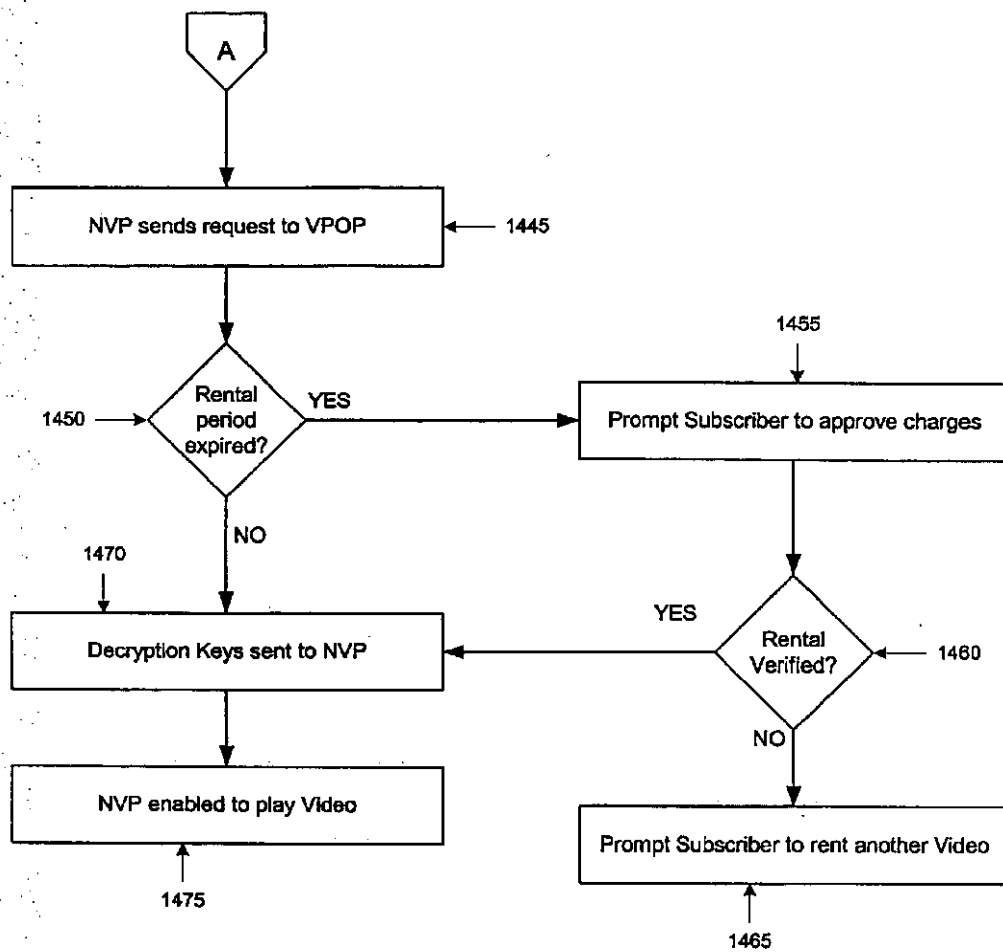 A
NVP sends request to VPOP
1445
1455
Rental
period
expired?
YES
1450
Prompt Subscriber to approve charges
NO
1470
YES
Decryption Keys sent to NVP
Rental
Verified?
1460
NO
NVP enabled to play Video
Prompt Subscriber to rent another Video
1475
1465